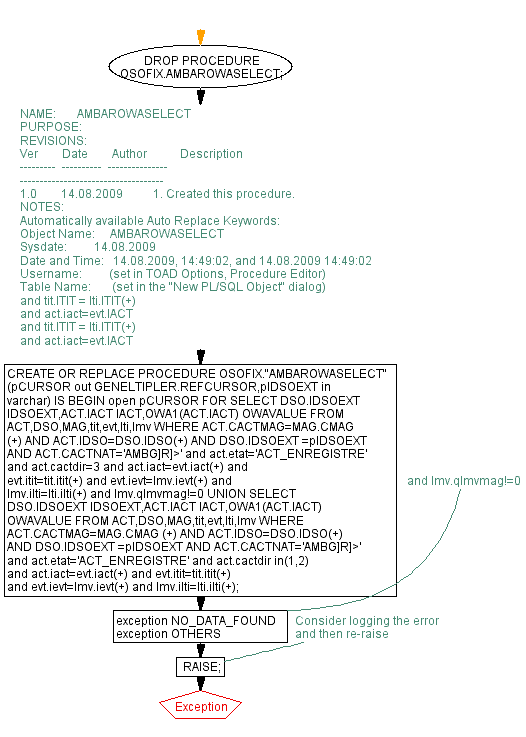 DROP PROCEDURE
OSOFIX.AMBAROWASELECT;
NAME: AMBAROWASELECT
PURPOSE:
REVISIONS:
Ver Date Author Description
--------- ---------- ---------------
------------------------------------
1.0 14.08.2009 1. Created this procedure.
NOTES:
Automatically available Auto Replace Keywords:
Object Name: AMBAROWASELECT
Sysdate: 14.08.2009
Date and Time: 14.08.2009, 14:49:02, and 14.08.2009 14:49:02
Username: (set in TOAD Options, Procedure Editor)
Table Name: (set in the "New PL/SQL Object" dialog)
and tit.ITIT = lti.ITIT(+)
and act.iact=evt.IACT
and tit.ITIT = lti.ITIT(+)
and act.iact=evt.IACT
CREATE OR REPLACE PROCEDURE OSOFIX."AMBAROWASELECT"
(pCURSOR out GENELTIPLER.REFCURSOR,pIDSOEXT in
varchar) IS BEGIN open pCURSOR FOR SELECT DSO.IDSOEXT
IDSOEXT,ACT.IACT IACT,OWA1(ACT.IACT) OWAVALUE FROM
ACT,DSO,MAG,tit,evt,lti,lmv WHERE ACT.CACTMAG=MAG.CMAG
(+) AND ACT.IDSO=DSO.IDSO(+) AND DSO.IDSOEXT =pIDSOEXT
AND ACT.CACTNAT='AMBG]R]>' and act.etat='ACT_ENREGISTRE'
and act.cactdir=3 and act.iact=evt.iact(+) and
evt.itit=tit.itit(+) and evt.ievt=lmv.ievt(+) and
lmv.ilti=lti.ilti(+) and lmv.qlmvmag!=0 UNION SELECT
DSO.IDSOEXT IDSOEXT,ACT.IACT IACT,OWA1(ACT.IACT)
OWAVALUE FROM ACT,DSO,MAG,tit,evt,lti,lmv WHERE
ACT.CACTMAG=MAG.CMAG (+) AND ACT.IDSO=DSO.IDSO(+)
AND DSO.IDSOEXT =pIDSOEXT AND ACT.CACTNAT='AMBG]R]>'
and act.etat='ACT_ENREGISTRE' and act.cactdir in(1,2)
and act.iact=evt.iact(+) and evt.itit=tit.itit(+)
and evt.ievt=lmv.ievt(+) and lmv.ilti=lti.ilti(+);
and lmv.qlmvmag!=0
exception NO_DATA_FOUND
exception OTHERS
Consider logging the error
and then re-raise
RAISE;
Exception